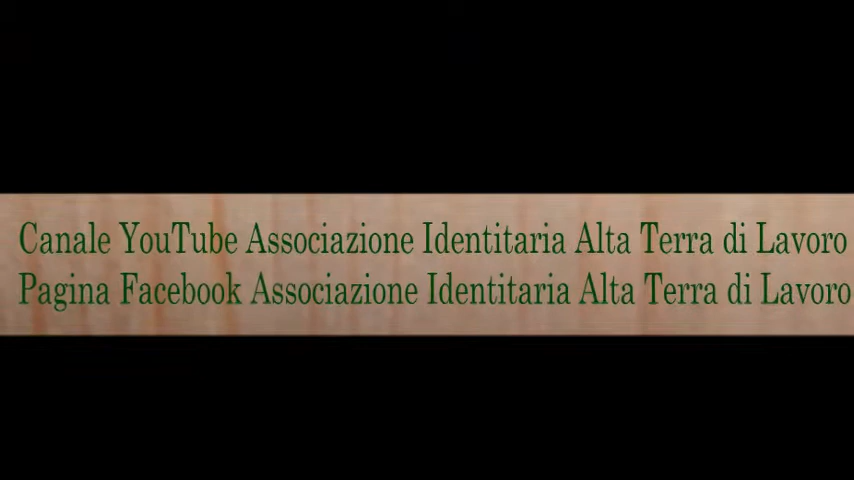 Canale YouTube Associazione Identitaria Alta Terra di Lavoro
Pagina Facebook Associazione Identitaria Alta Terra di Lavoro